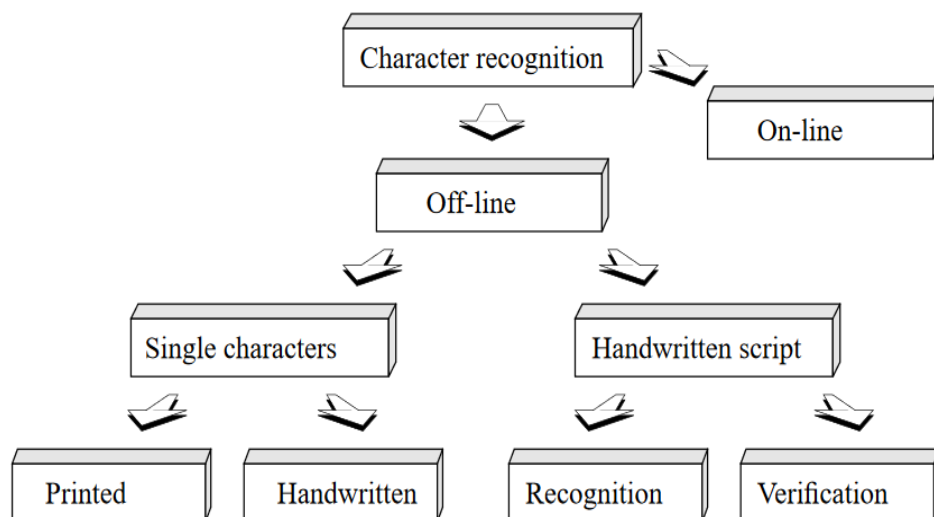 Character recognition
On-line
Off-line
Single characters
Handwritten script
Printed
Handwritten
Recognition
Verification